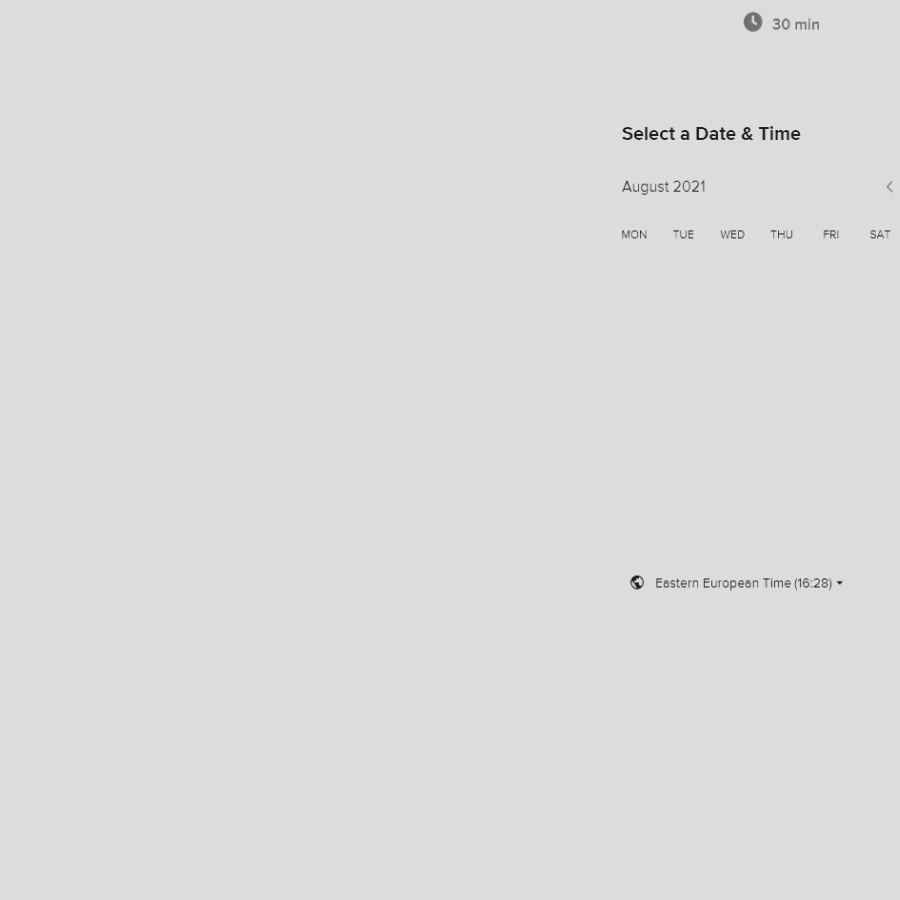 30 min
Select a Date & Time
August 2021
MON TUE WED THU FRI SAT
Eastern European Time (16:28)